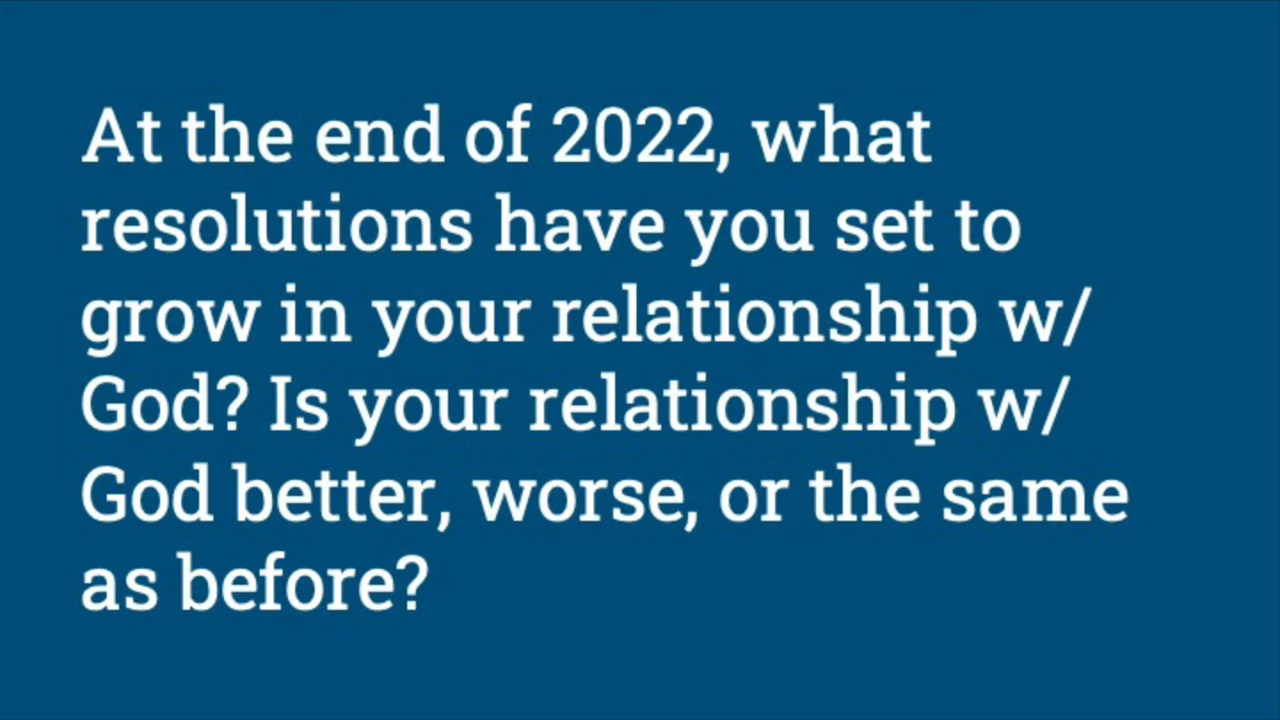 At the end of 2022, what
resolutions have you set to
grow in your relationship w/
God? Is your relationship w/
God better, worse, or the same
as before?